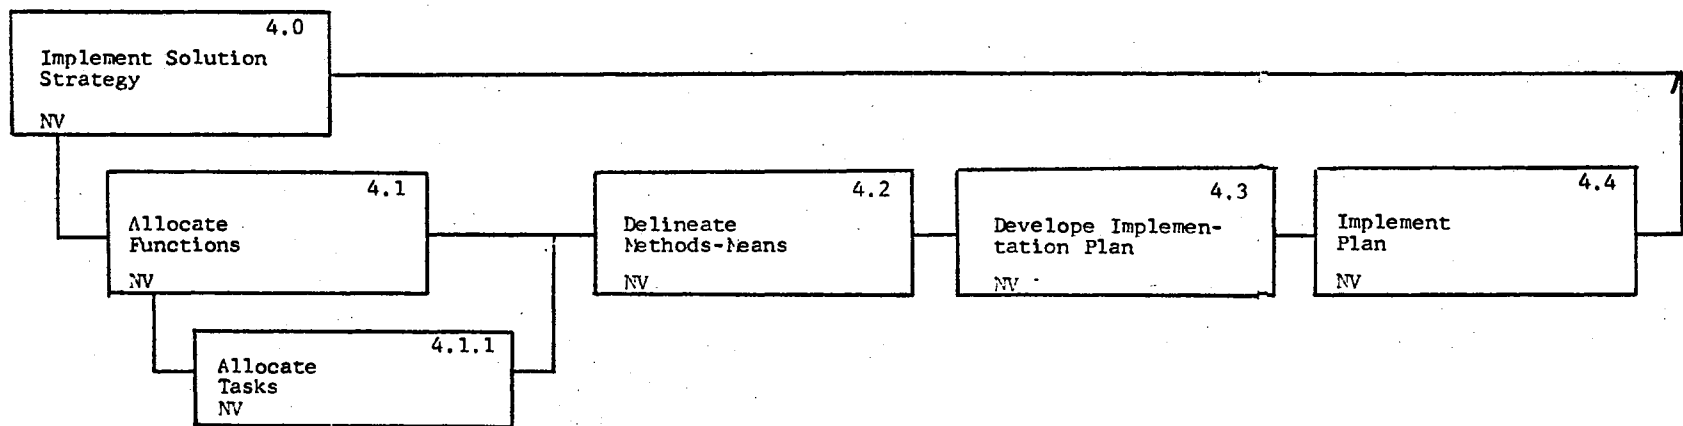 4.0
Implement Solution
Strategy
NV
4.1
Allocate
Functions
NV
4.2
Delineate
Methods-Means
NV
4.3
Develope Implemen-
tation Plan
NV
4.4
Implement
Plan
NV
4.1.1
Allocate
Tasks
NV